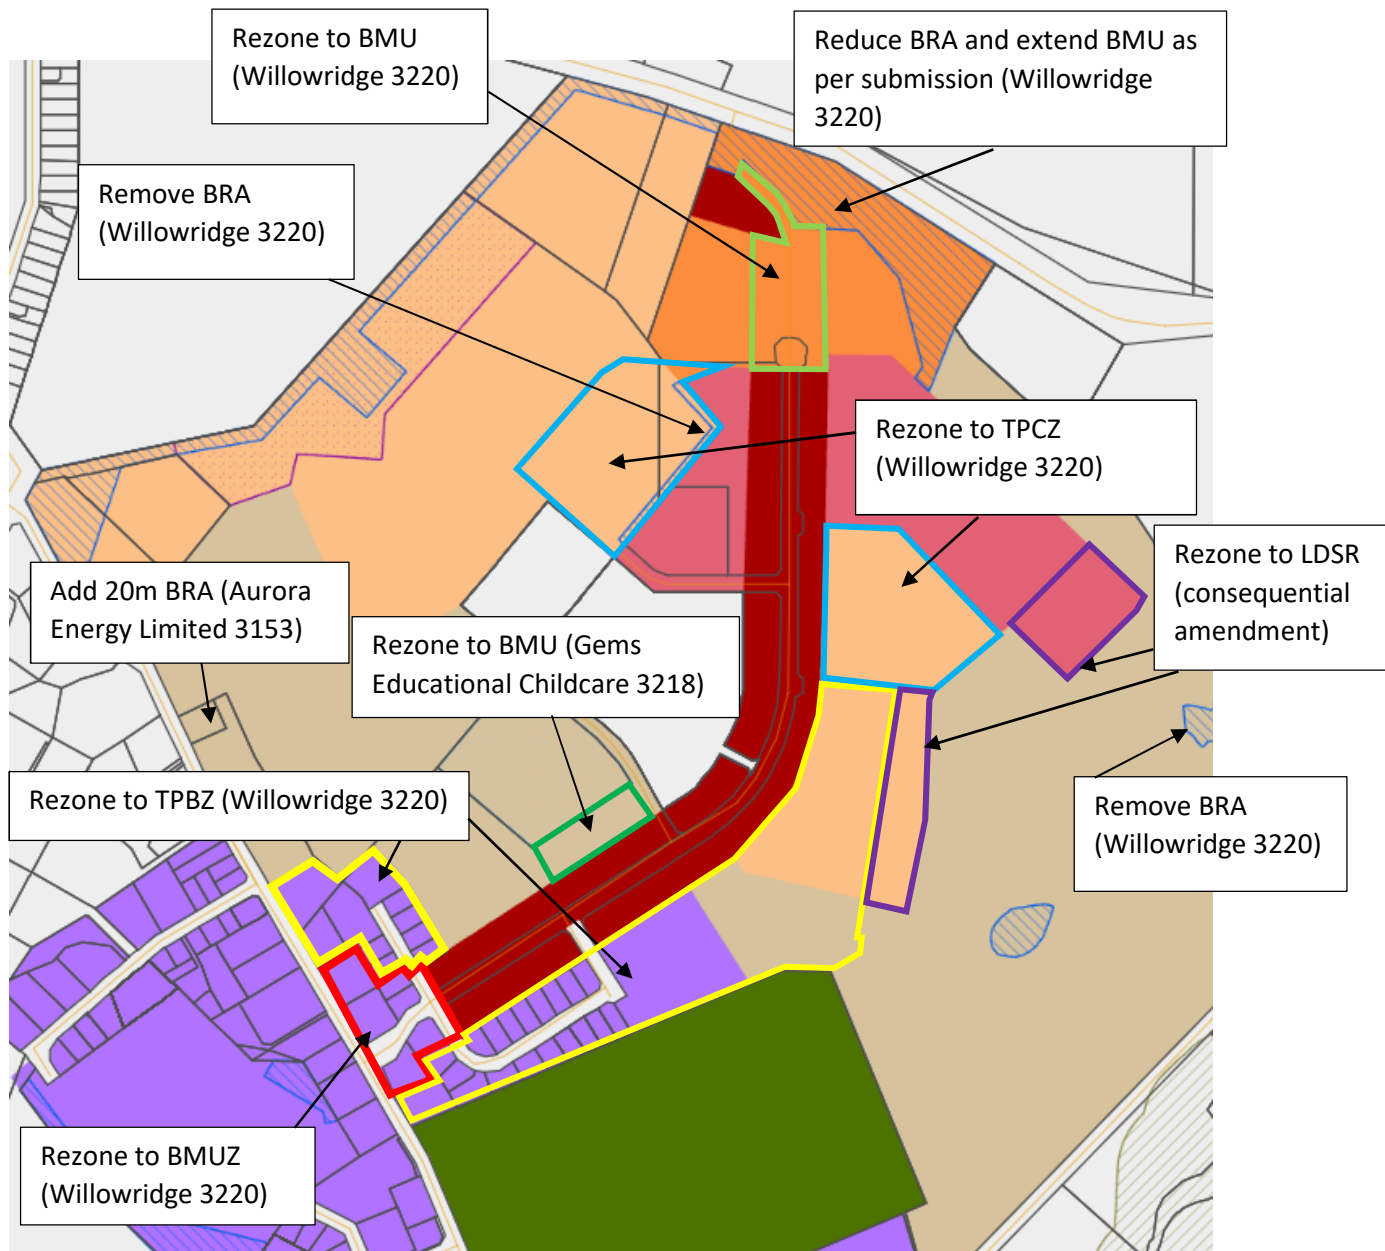 Rezone to BMU
(Willowridge 3220)
Reduce BRA and extend BMU as
per submission (Willowridge
3220)
Remove BRA
(Willowridge 3220)
Rezone to TPCZ
(Willowridge 3220)
Rezone to LDSR
(consequential
amendment)
Add 20m BRA (Aurora
Energy Limited 3153)
Rezone to BMU (Gems
Educational Childcare 3218)
Rezone to TPBZ (Willowridge 3220)
Remove BRA
(Willowridge 3220)
Rezone to BMUZ
(Willowridge 3220)